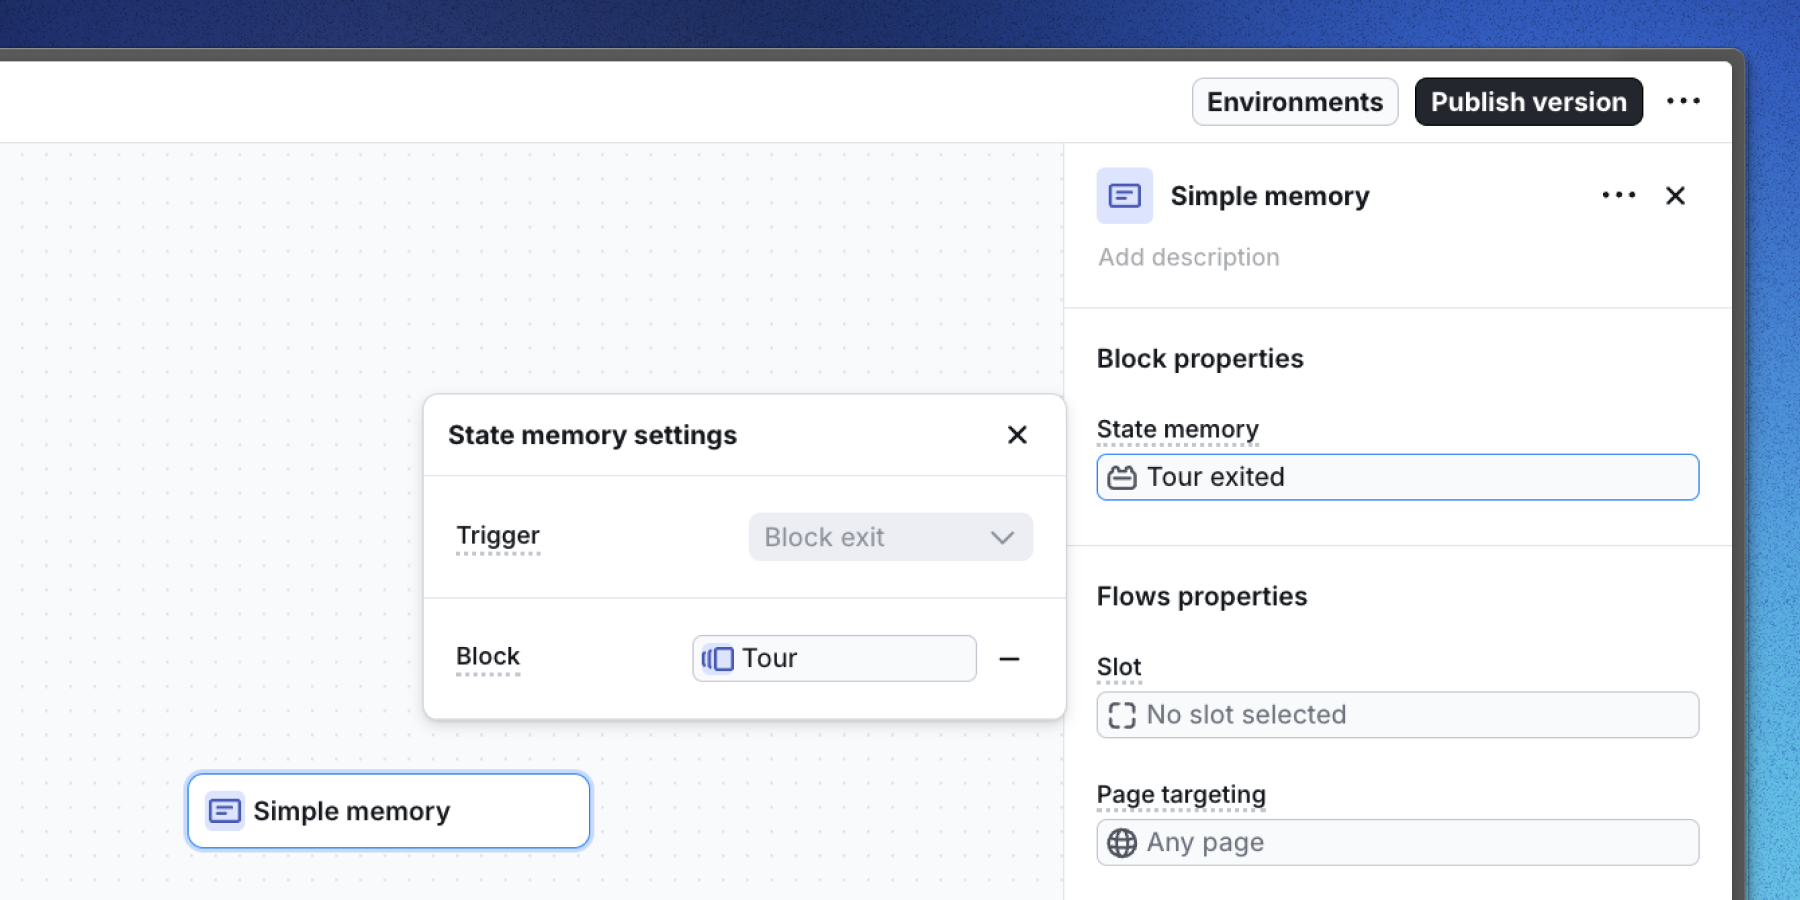 Environments
Publish version
Simple memory
Add description
Block properties
State memory
Tour exited
State memory settings
Trigger
Block exit
Block
Tour
Flows properties
Slot
No slot selected
Page targeting
Any page
Simple memory